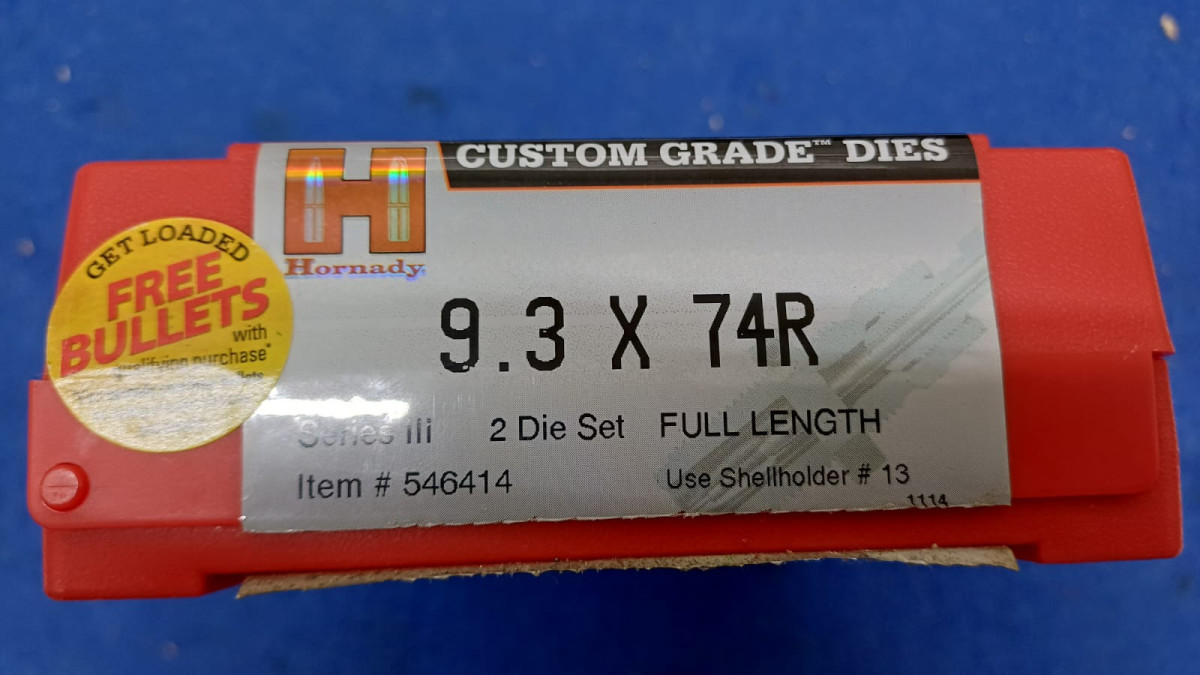 CUSTOM GRADE™ DIES
Hornady
GET LOADED
FREE
BULLETS
with
purchase*
9.3 X 74R
Series III 2 Die Set FULL LENGTH
Item # 546414 Use Shellholder # 13
1114